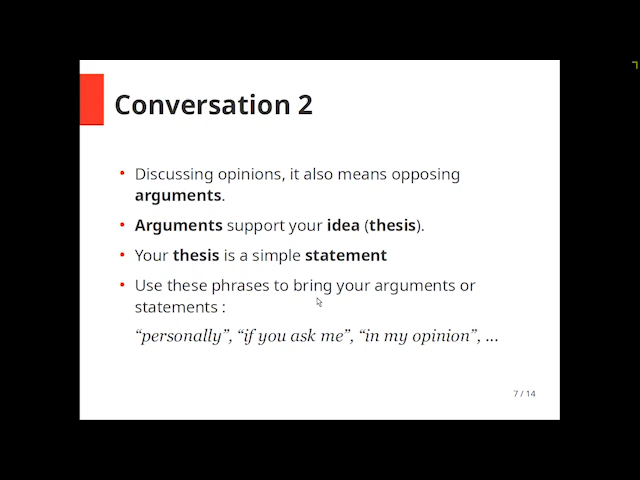 Conversation 2
• Discussing opinions, it also means opposing
arguments.
• Arguments support your idea (thesis).
• Your thesis is a simple statement
• Use these phrases to bring your arguments or
statements :
“personally”, “if you ask me”, “in my opinion”, ...
7 / 14